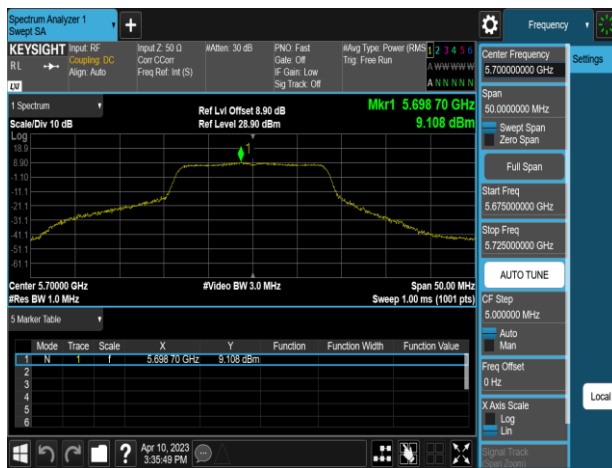 Spectrum Analyzer 1
Swept SA
Frequency
KEYSIGHT
RL
LXI
Input: RF
Coupling: DC
Align: Auto
Input Z: 50 Ω
Corr CCorr
Freq Ref: Int (S)
#Atten: 30 dB
PNO: Fast
Gate: Off
IF Gain: Low
Sig Track: Off
#Avg Type: Power (RMS
Trig: Free Run
1 2 3 4 5 6
A WW WW W
A N N N N N
1 Spectrum
Scale/Div 10 dB
Ref Lvl Offset 8.90 dB
Ref Level 28.90 dBm
Mkr1 5.698 70 GHz
9.108 dBm
Log
18.9
8.90
-1.10
-11.1
-21.1
-31.1
-41.1
-51.1
-61.1
1
Center 5.70000 GHz
#Res BW 1.0 MHz
#Video BW 3.0 MHz
Span 50.00 MHz
Sweep 1.00 ms (1001 pts)
5 Marker Table
Mode Trace Scale X Y Function Function Width Function Value
1 N 1 f 5.698 70 GHz 9.108 dBm
2
3
4
5
6
Apr 10, 2023
3:35:49 PM
Center Frequency
5.700000000 GHz
Settings
Span
50.0000000 MHz
Swept Span
Zero Span
Full Span
Start Freq
5.675000000 GHz
Stop Freq
5.725000000 GHz
AUTO TUNE
CF Step
5.000000 MHz
Auto
Man
Freq Offset
0 Hz
Local
X Axis Scale
Log
Lin
Signal Track
(Span Zoom)